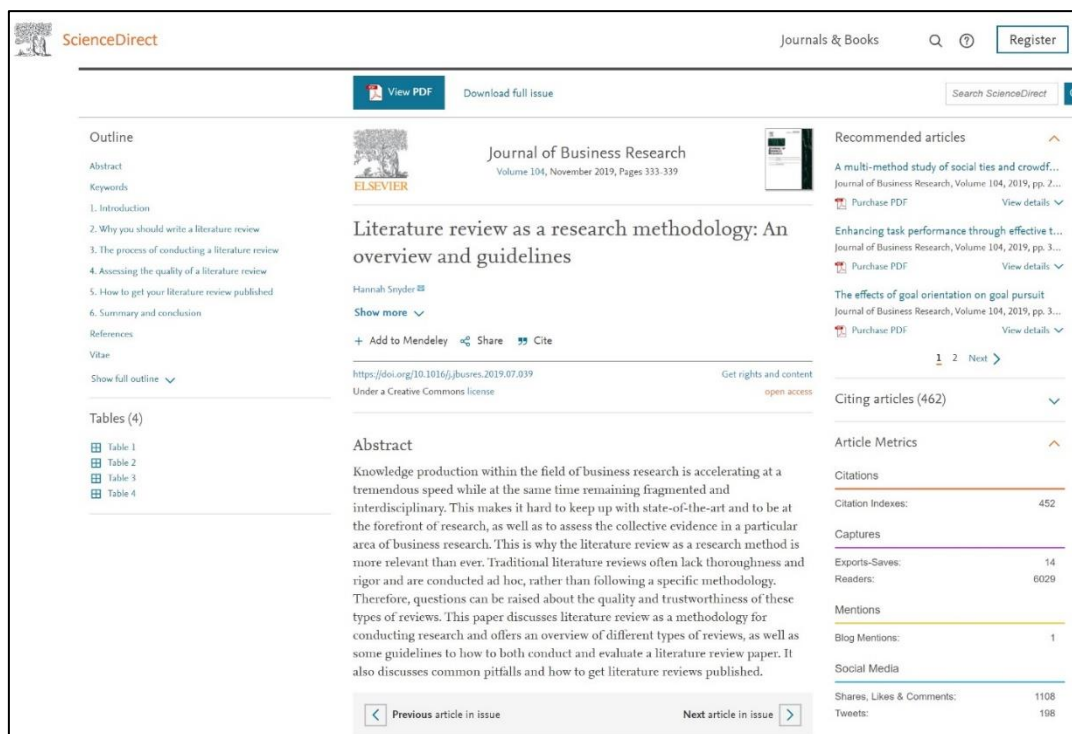 ScienceDirect
Journals & Books
Register
View PDF
Download full issue
Search ScienceDirect
Outline
Abstract
Keywords
1. Introduction
2. Why you should write a literature review
3. The process of conducting a literature review
4. Assessing the quality of a literature review
5. How to get your literature review published
6. Summary and conclusion
References
Vitae
Show full outline
Tables (4)
Table 1
Table 2
Table 3
Table 4
ELSEVIER
Journal of Business Research
Volume 104, November 2019, Pages 333-339
Literature review as a research methodology: An
overview and guidelines
Hannah Snyder
Show more
+ Add to Mendeley Share Cite
https://doi.org/10.1016/j.jbusres.2019.07.039
Get rights and content
Under a Creative Commons license
open access
Abstract
Knowledge production within the field of business research is accelerating at a
tremendous speed while at the same time remaining fragmented and
interdisciplinary. This makes it hard to keep up with state-of-the-art and to be at
the forefront of research, as well as to assess the collective evidence in a particular
area of business research. This is why the literature review as a research method is
more relevant than ever. Traditional literature reviews often lack thoroughness and
rigor and are conducted ad hoc, rather than following a specific methodology.
Therefore, questions can be raised about the quality and trustworthiness of these
types of reviews. This paper discusses literature review as a methodology for
conducting research and offers an overview of different types of reviews, as well as
some guidelines to how to both conduct and evaluate a literature review paper. It
also discusses common pitfalls and how to get literature reviews published.
Previous article in issue
Next article in issue
Recommended articles
A multi-method study of social ties and crowdf...
Journal of Business Research, Volume 104, 2019, pp. 2...
Purchase PDF
View details
Enhancing task performance through effective t...
Journal of Business Research, Volume 104, 2019, pp. 3...
Purchase PDF
View details
The effects of goal orientation on goal pursuit
Journal of Business Research, Volume 104, 2019, pp. 3...
Purchase PDF
View details
1 2 Next
Citing articles (462)
Article Metrics
Citations
Citation Indexes: 452
Captures
Exports-Saves: 14
Readers: 6029
Mentions
Blog Mentions: 1
Social Media
Shares, Likes & Comments: 1108
Tweets: 198